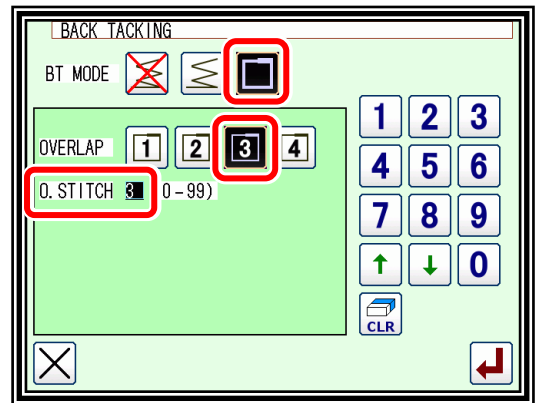 BACK TACKING
BT MODE
OVERLAP 1 2 3 4
O.STITCH 3 (0-99)
1 2 3
4 5 6
7 8 9
↑ ↓ 0
CLR